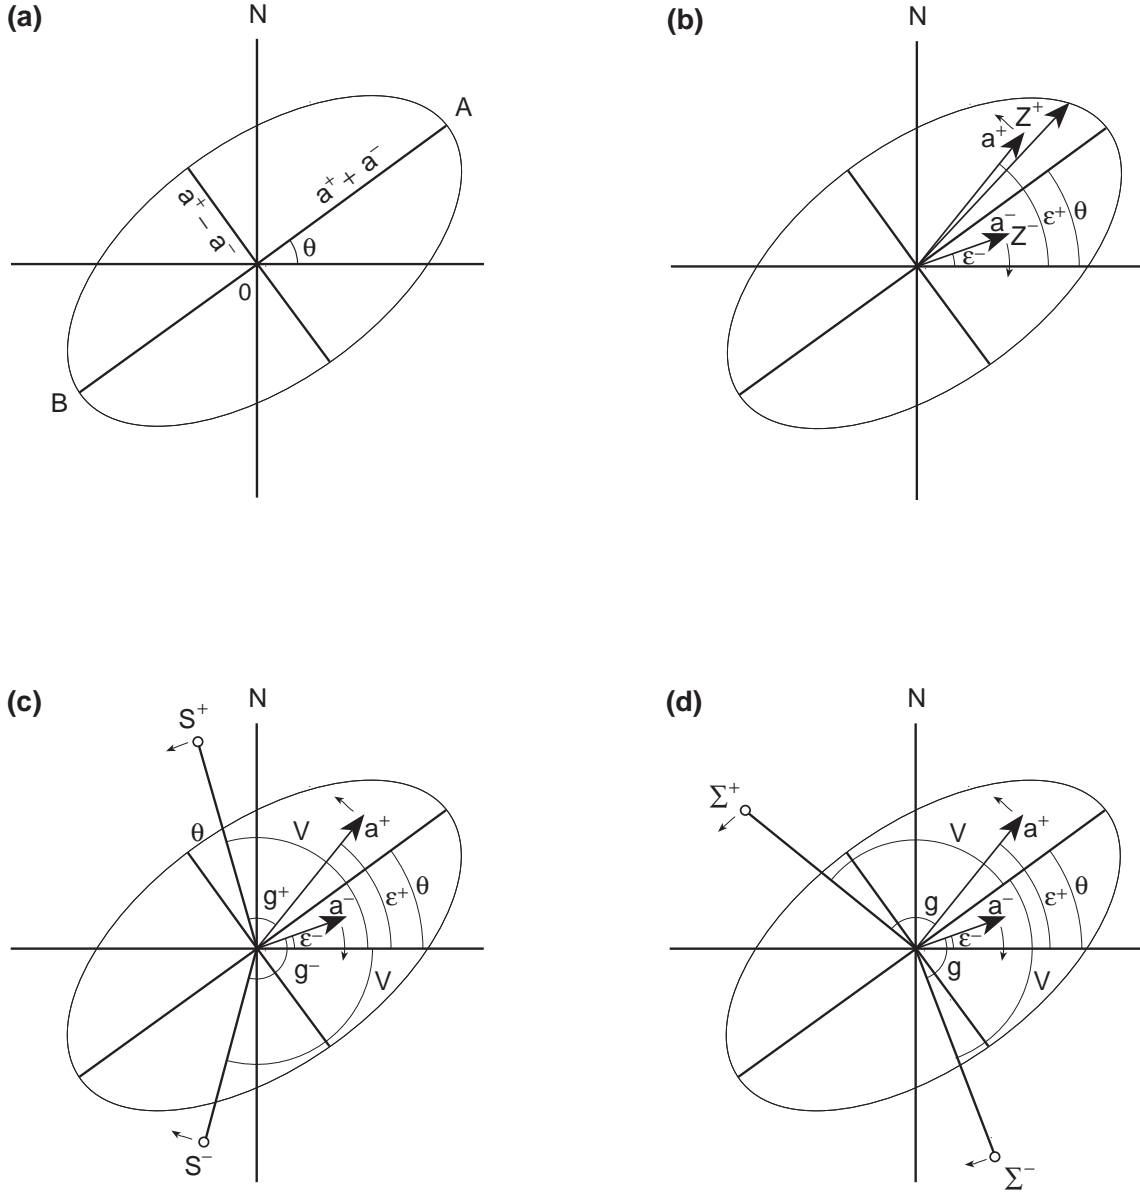 (a)
N
A
a⁺ + a⁻
a⁺ − a⁻
θ
0
B
(b)
N
Z⁺
a⁺
a⁻
Z⁻
ε⁺
θ
ε⁻
(c)
N
S⁺
θ
V
a⁺
g⁺
a⁻
ε⁺
θ
ε⁻
g⁻
V
S⁻
(d)
N
Σ⁺
V
a⁺
g
a⁻
ε⁺
θ
ε⁻
g
V
Σ⁻